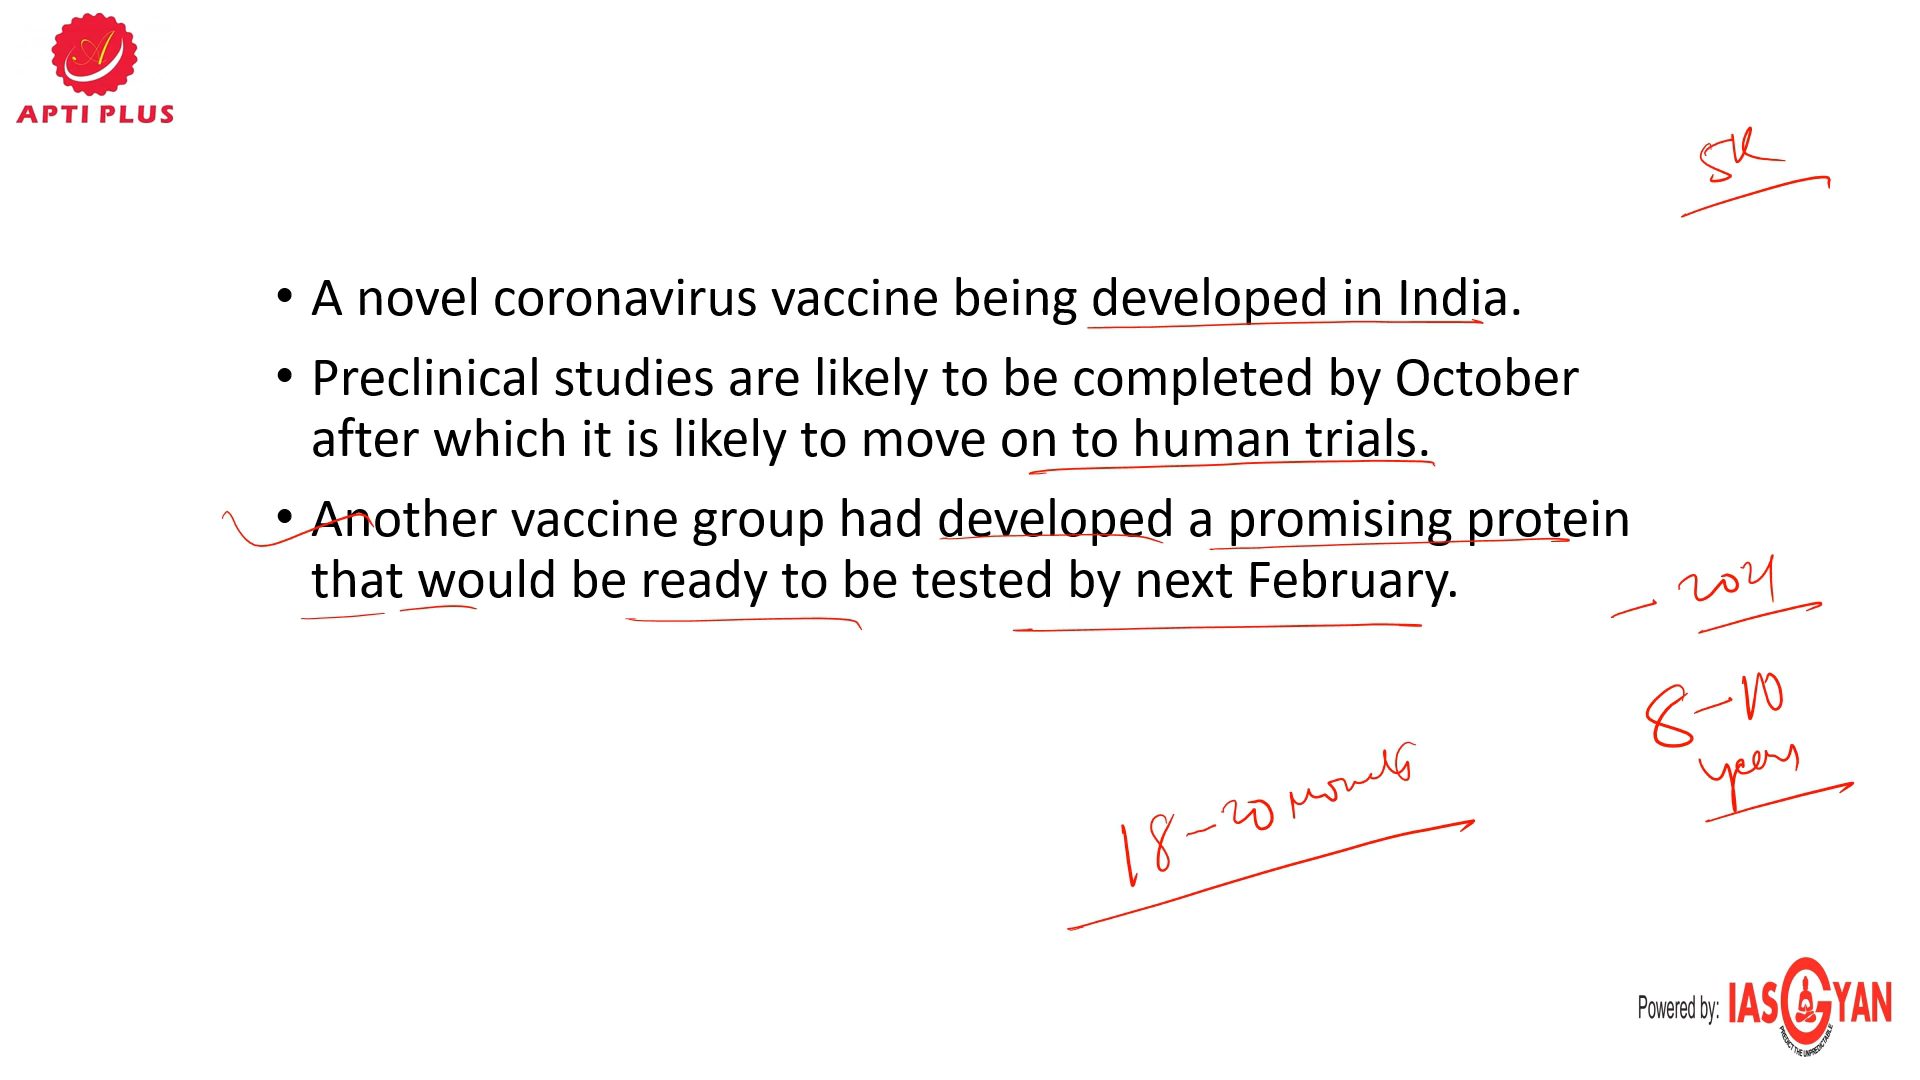 APTI PLUS
5K
• A novel coronavirus vaccine being developed in India.
• Preclinical studies are likely to be completed by October
after which it is likely to move on to human trials.
• Another vaccine group had developed a promising protein
that would be ready to be tested by next February.
– 2021
8-10
years
18-20 months
Powered by: IAS GYAN
PREDICT THE UNPREDICTABLE